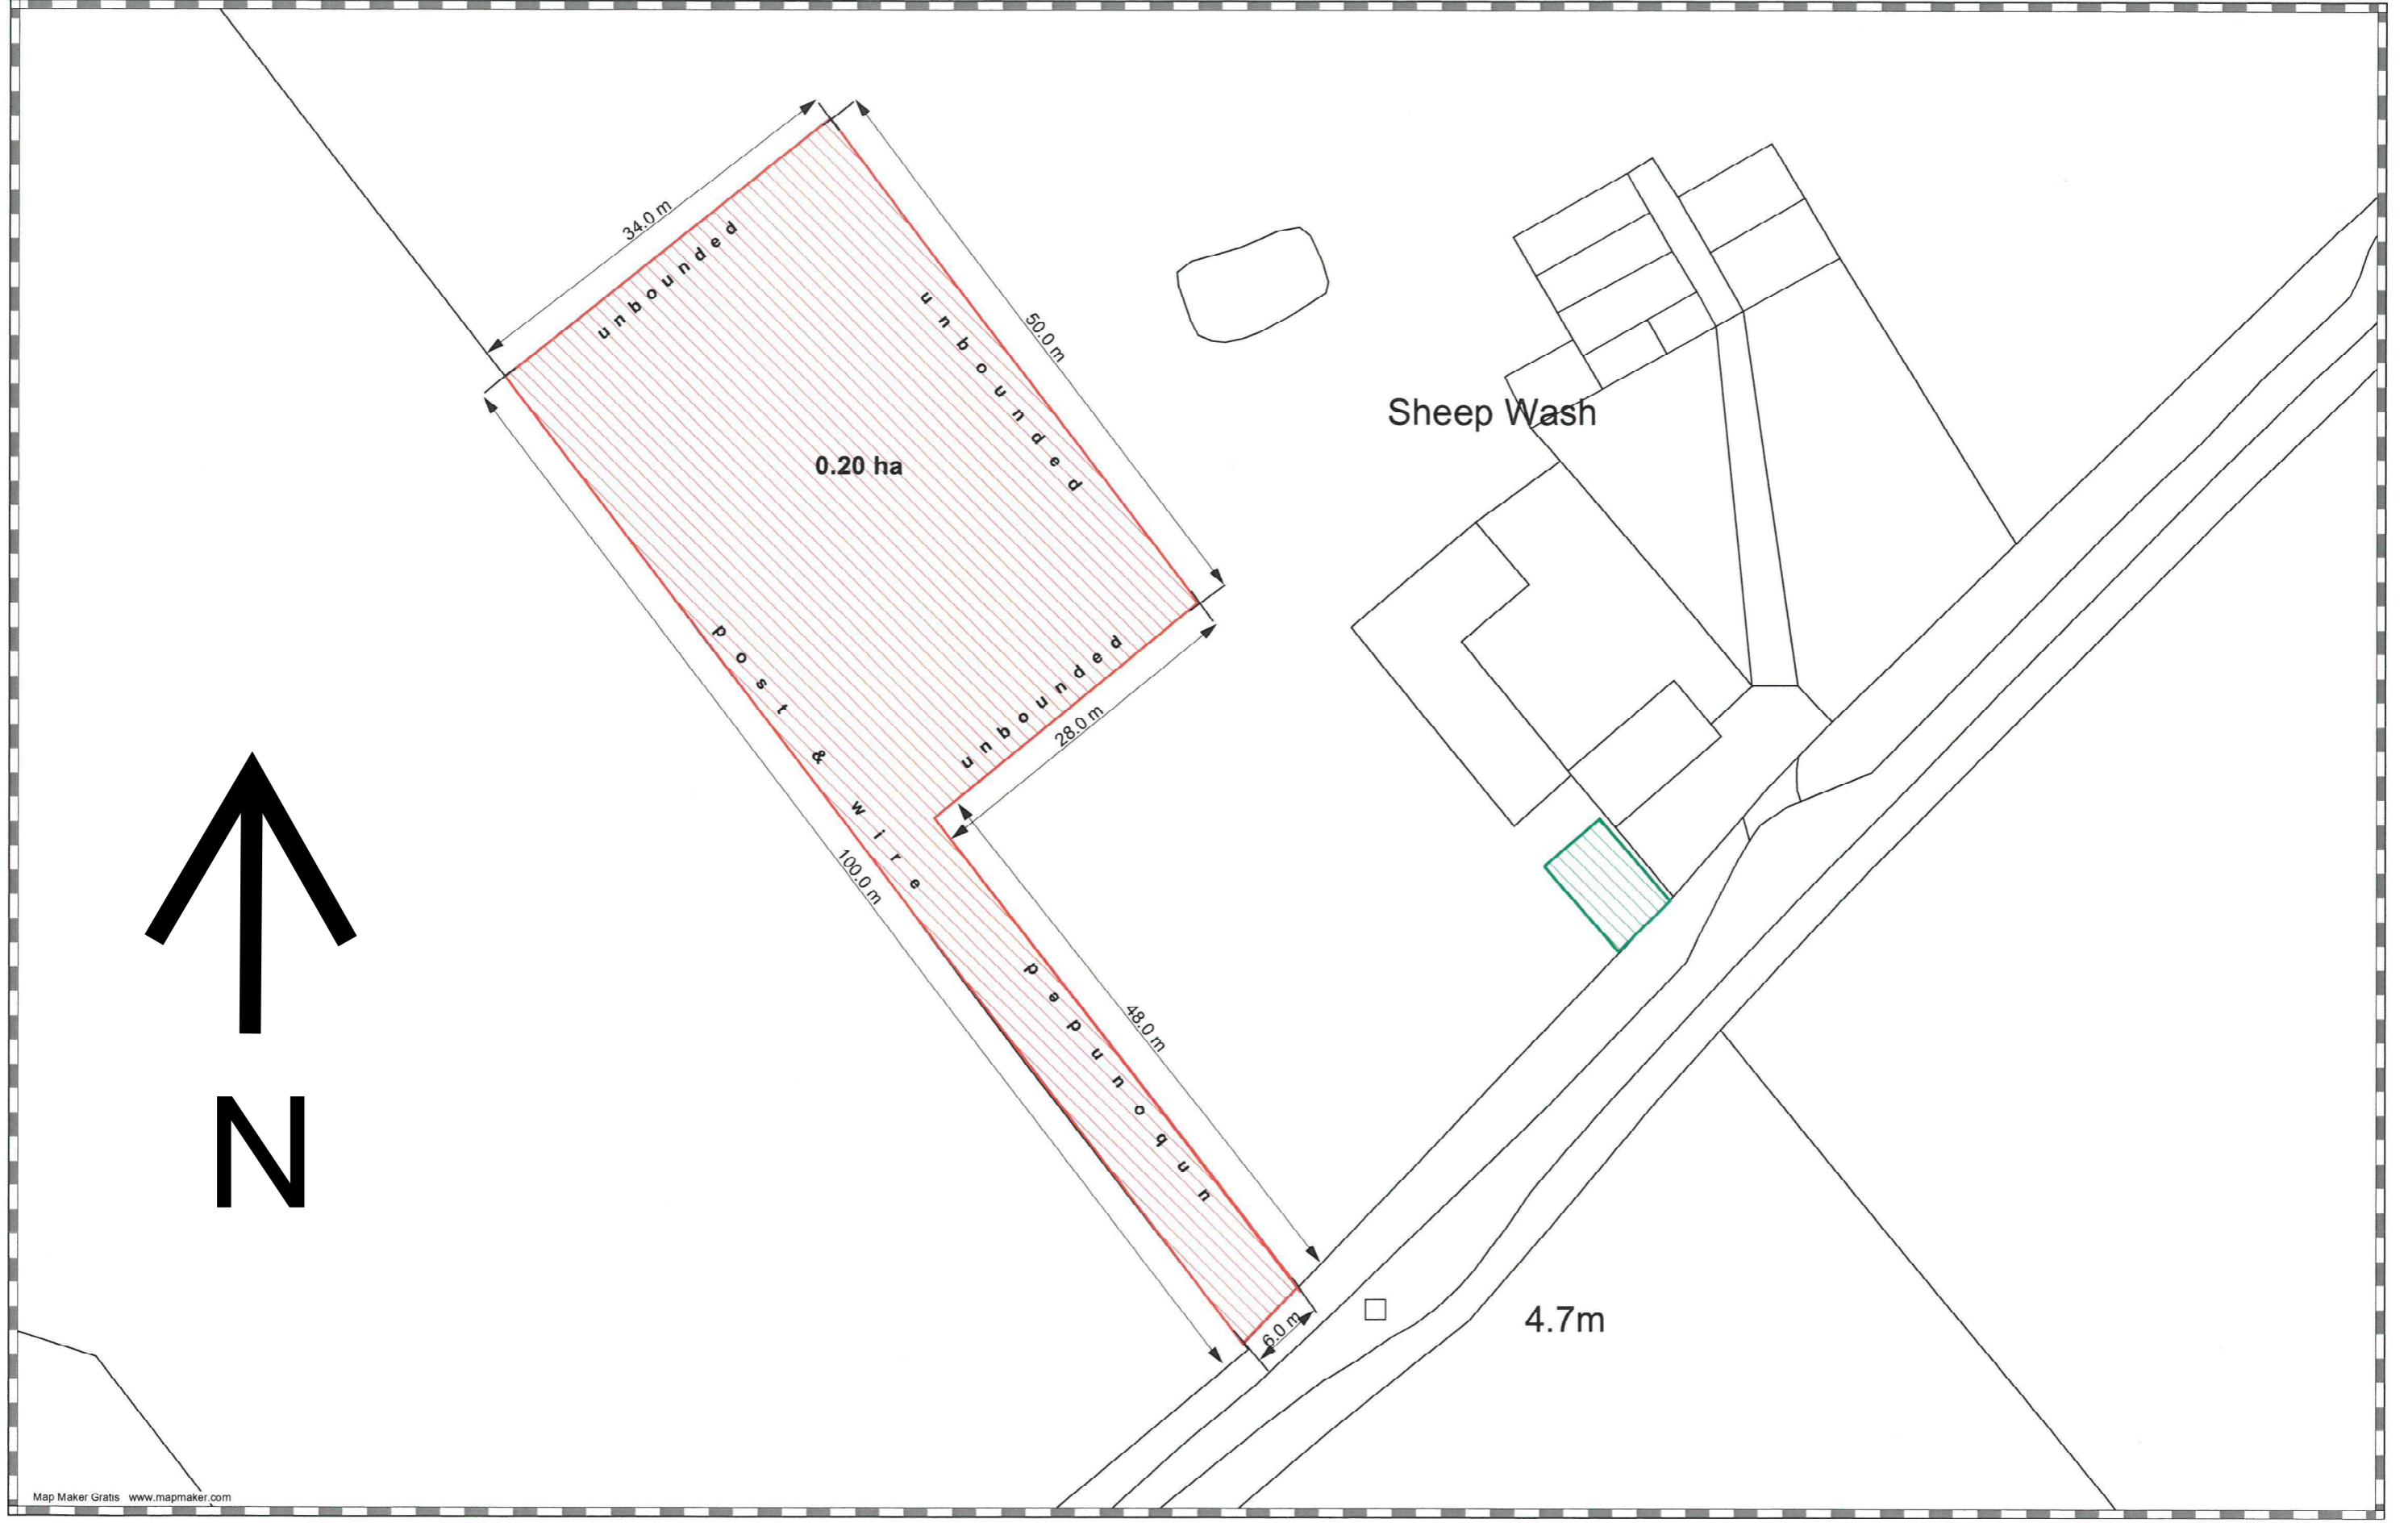 34.0 m
unbounded
unbounded
50.0 m
Sheep Wash
0.20 ha
post & wire
unbounded
28.0 m
100.0 m
unbounded
48.0 m
N
6.0 m
4.7m
Map Maker Gratis www.mapmaker.com